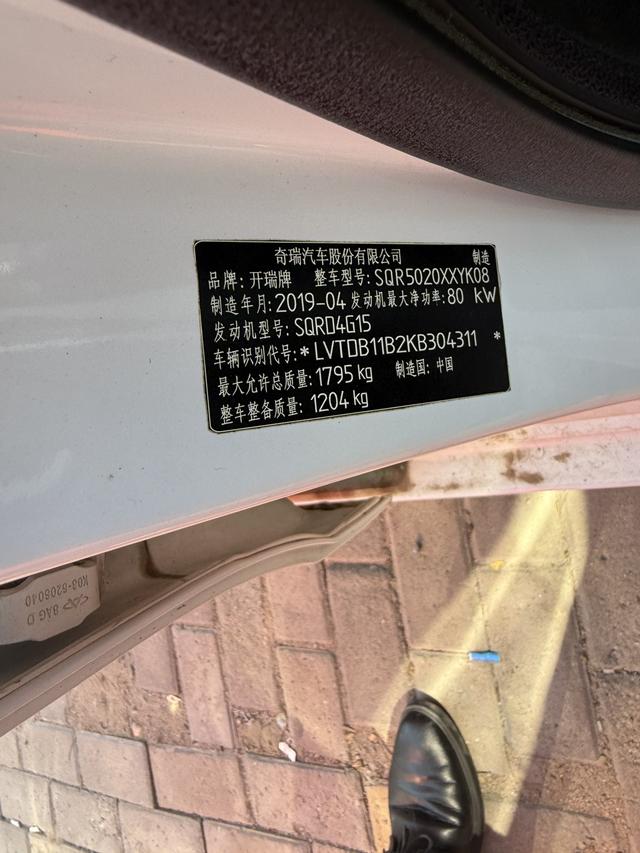 奇瑞汽车股份有限公司 制造
品牌: 开瑞牌 整车型号: SQR5020XXYK08
制造年月: 2019-04 发动机最大净功率: 80 KW
发动机型号: SQRD4G15
车辆识别代号: *LVTDB11B2KB304311 *
最大允许总质量: 1795 kg 制造国: 中国
整车整备质量: 1204 kg
8AG D
K03-6206040